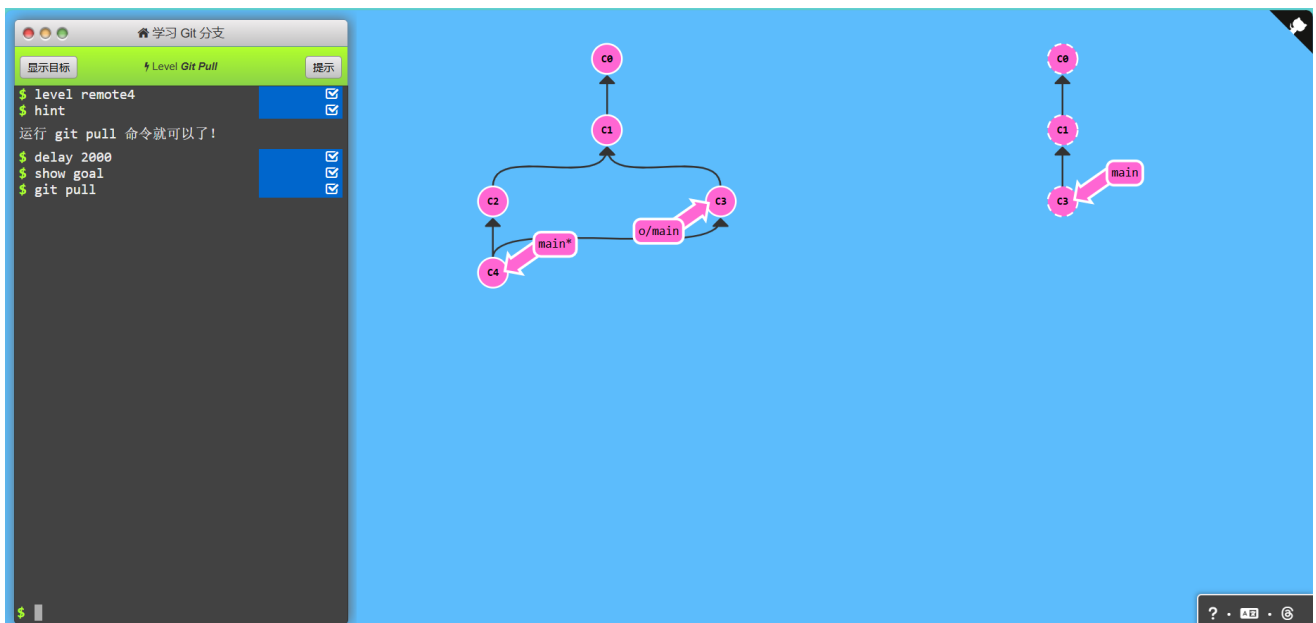 学习 Git 分支
显示目标
Level Git Pull
提示
$ level remote4
$ hint
运行 git pull 命令就可以了!
$ delay 2000
$ show goal
$ git pull
$
c0
c1
c2
c3
o/main
main*
c4
c0
c1
main
c3
? · A文 ·